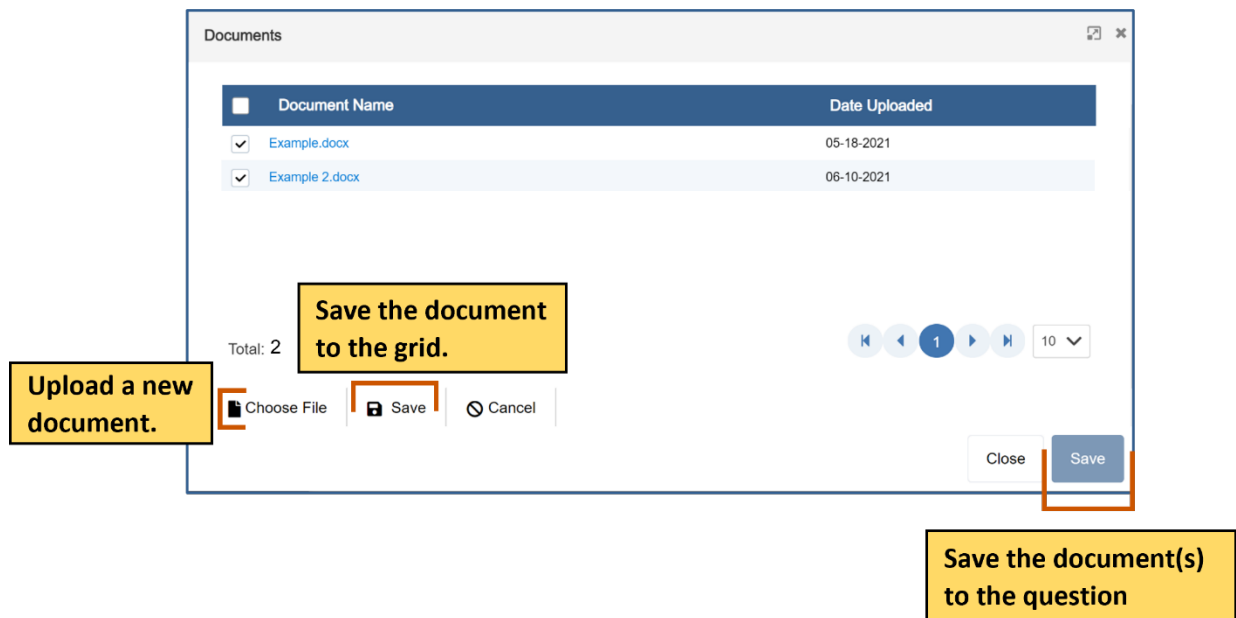 Documents
Document Name Date Uploaded
Example.docx 05-18-2021
Example 2.docx 06-10-2021
Save the document
to the grid.
Total: 2
1 10
Upload a new
document.
Choose File Save Cancel
Close Save
Save the document(s)
to the question